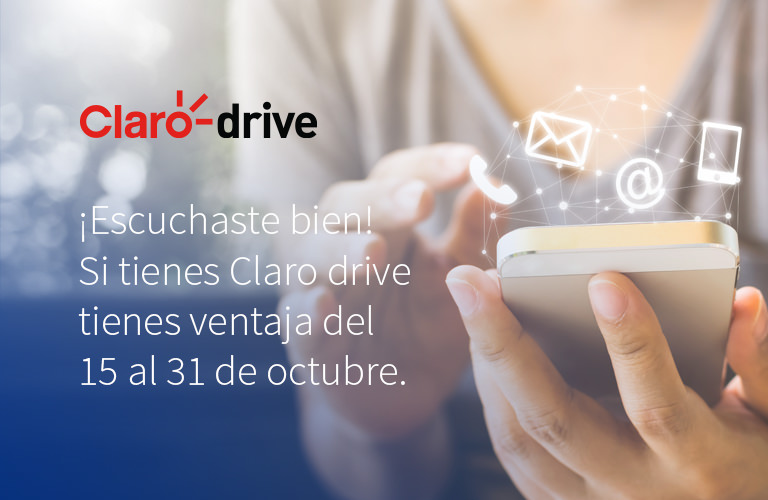 Claro drive
¡Escuchaste bien!
Si tienes Claro drive
tienes ventaja del
15 al 31 de octubre.
@